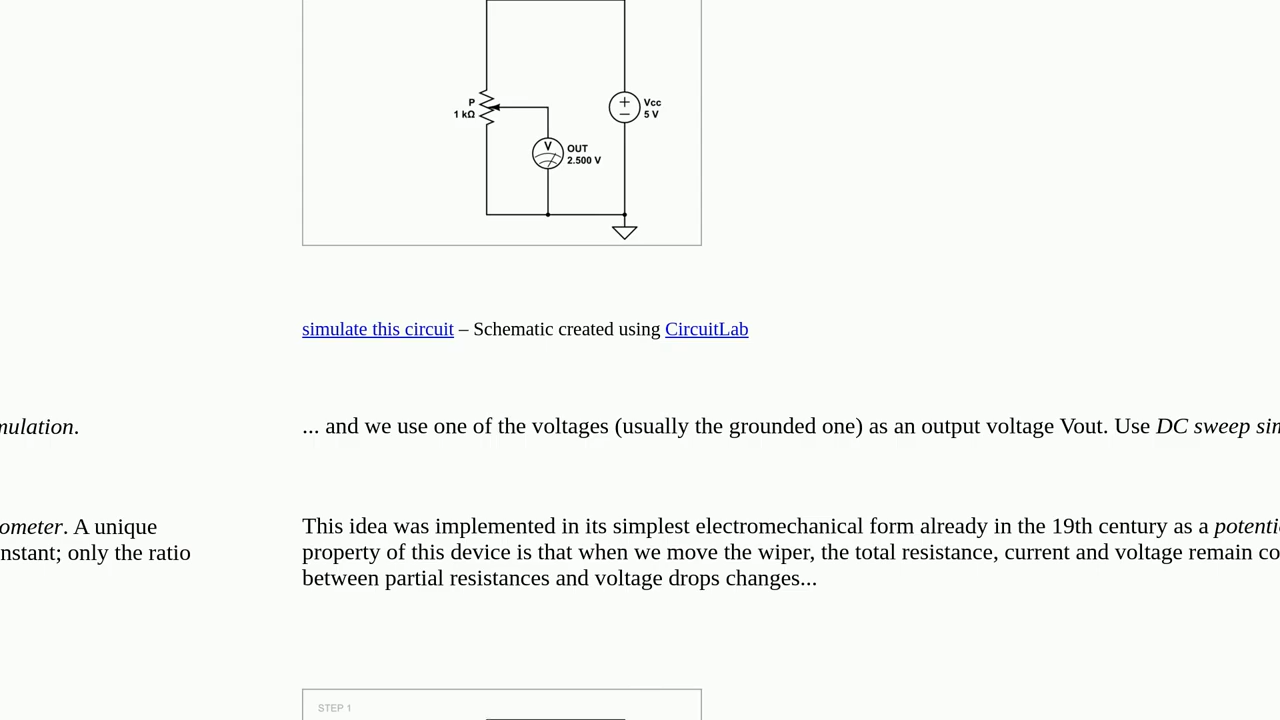 P
1 kΩ
Vcc
5 V
V
OUT
2.500 V
simulate this circuit – Schematic created using CircuitLab
mulation.
... and we use one of the voltages (usually the grounded one) as an output voltage Vout. Use DC sweep sim
ometer. A unique
nstant; only the ratio
This idea was implemented in its simplest electromechanical form already in the 19th century as a potenti
property of this device is that when we move the wiper, the total resistance, current and voltage remain co
between partial resistances and voltage drops changes...
STEP 1